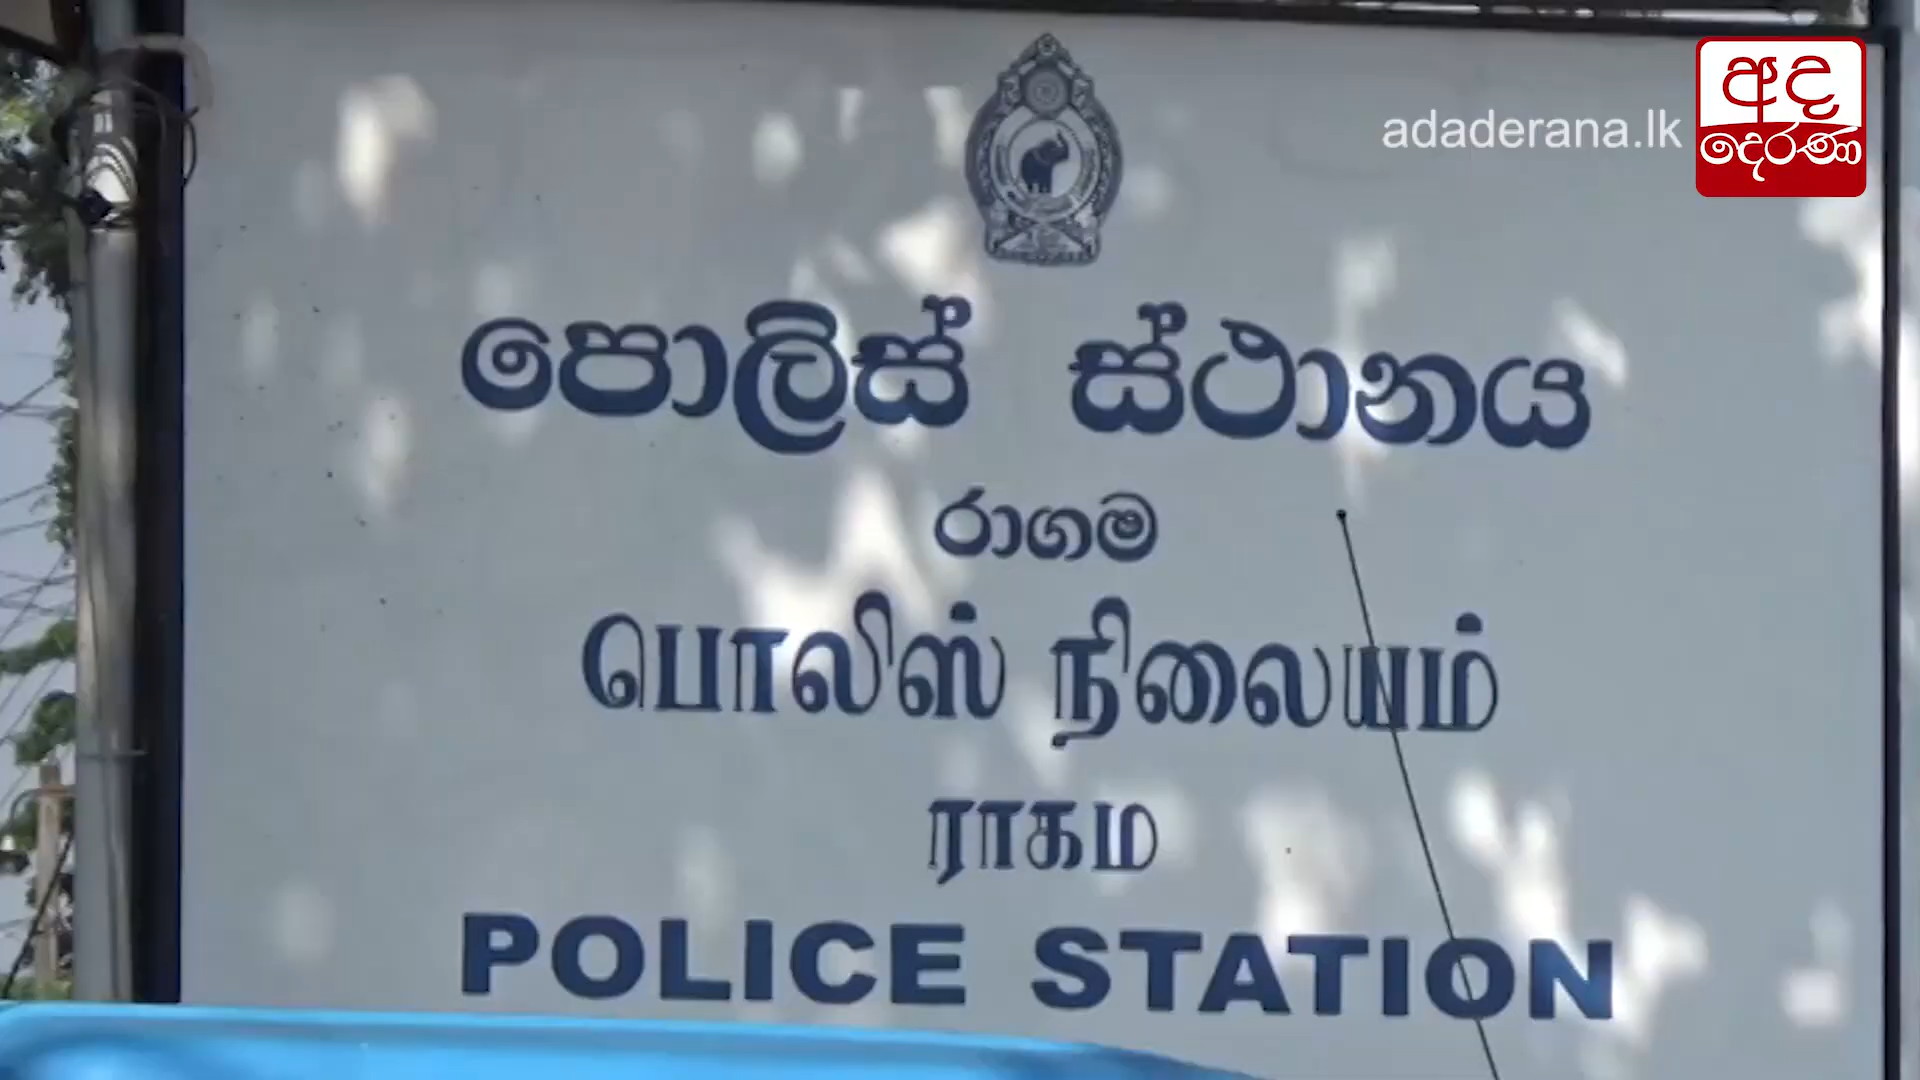 adaderana.lk
අද
දෙරණ
පොලිස් ස්ථානය
රාගම
பொலிஸ் நிலையம்
ராகம
POLICE STATION